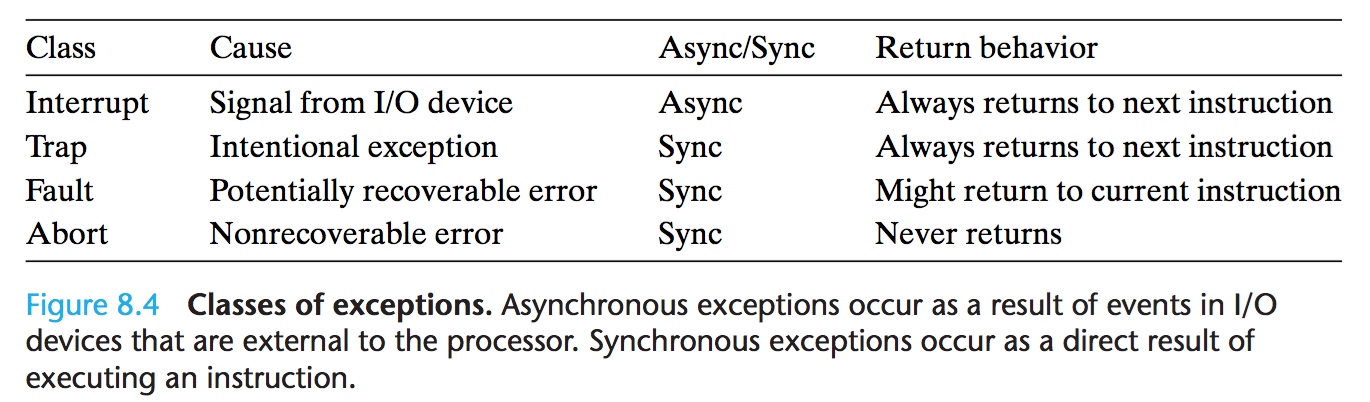 Class Cause Async/Sync Return behavior
Interrupt Signal from I/O device Async Always returns to next instruction
Trap Intentional exception Sync Always returns to next instruction
Fault Potentially recoverable error Sync Might return to current instruction
Abort Nonrecoverable error Sync Never returns
Figure 8.4 Classes of exceptions. Asynchronous exceptions occur as a result of events in I/O
devices that are external to the processor. Synchronous exceptions occur as a direct result of
executing an instruction.